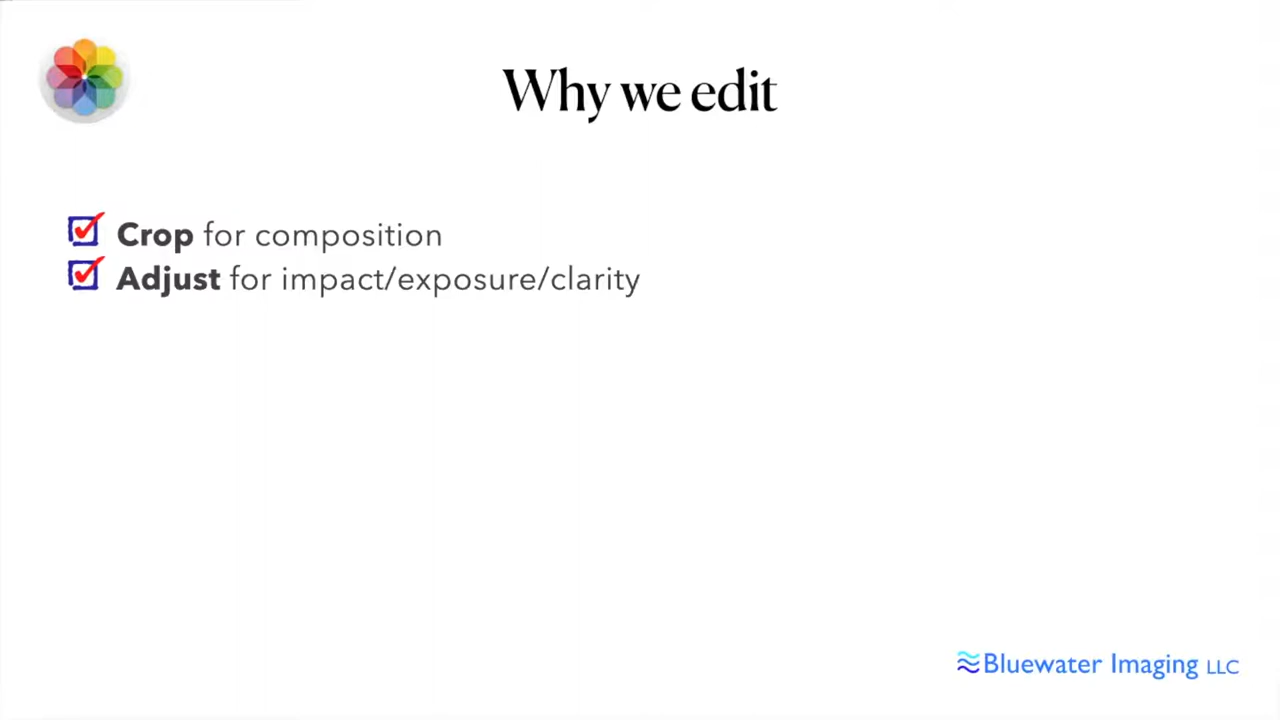 Why we edit
Crop for composition
Adjust for impact/exposure/clarity
Bluewater Imaging LLC